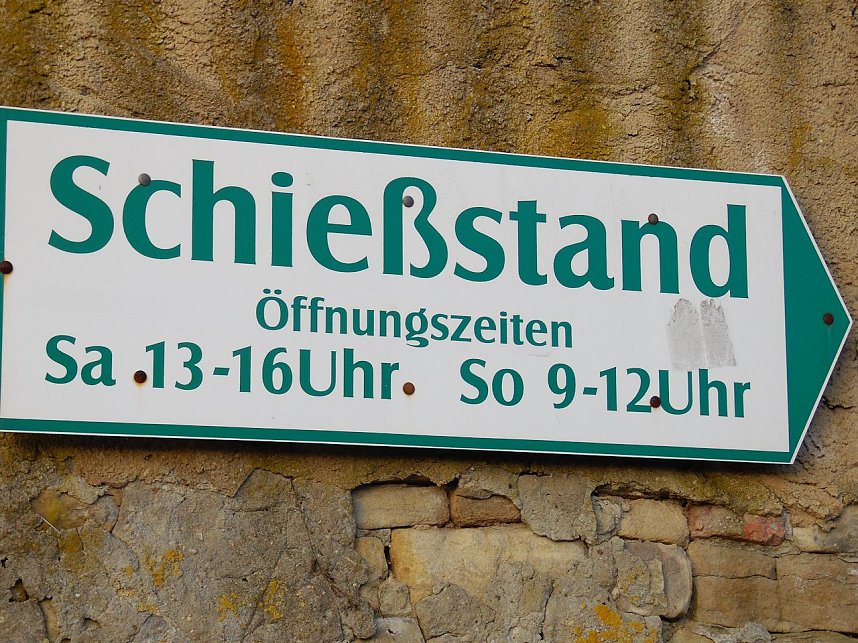 Schießstand
Öffnungszeiten
Sa 13-16Uhr So 9-12Uhr